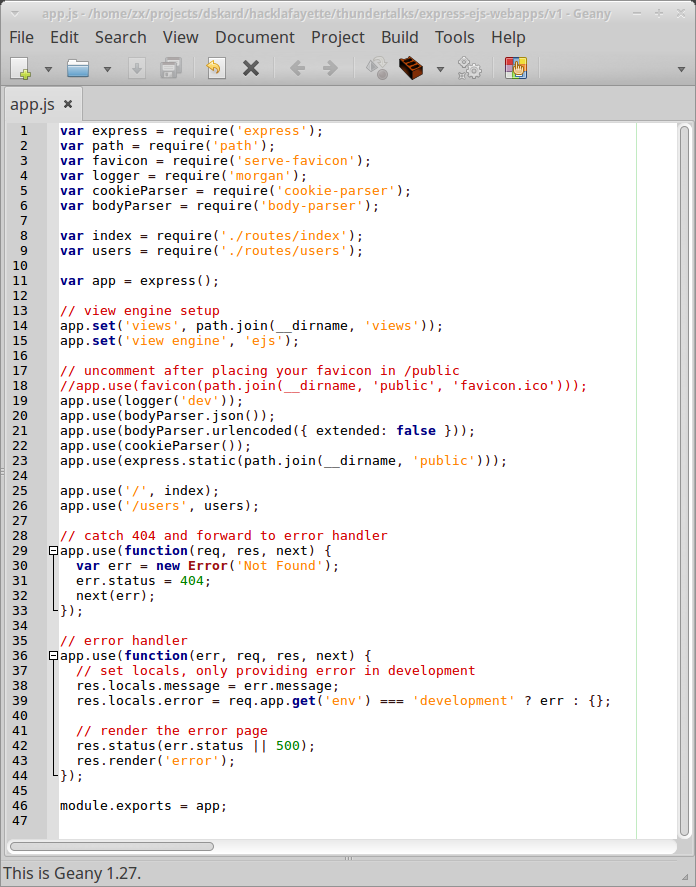 app.js - /home/zx/projects/dskard/hacklafayette/thundertalks/express-ejs-webapps/v1 - Geany
File Edit Search View Document Project Build Tools Help
app.js
1 var express = require('express');
2 var path = require('path');
3 var favicon = require('serve-favicon');
4 var logger = require('morgan');
5 var cookieParser = require('cookie-parser');
6 var bodyParser = require('body-parser');
7
8 var index = require('./routes/index');
9 var users = require('./routes/users');
10
11 var app = express();
12
13 // view engine setup
14 app.set('views', path.join(__dirname, 'views'));
15 app.set('view engine', 'ejs');
16
17 // uncomment after placing your favicon in /public
18 //app.use(favicon(path.join(__dirname, 'public', 'favicon.ico')));
19 app.use(logger('dev'));
20 app.use(bodyParser.json());
21 app.use(bodyParser.urlencoded({ extended: false }));
22 app.use(cookieParser());
23 app.use(express.static(path.join(__dirname, 'public')));
24
25 app.use('/', index);
26 app.use('/users', users);
27
28 // catch 404 and forward to error handler
29 app.use(function(req, res, next) {
30   var err = new Error('Not Found');
31   err.status = 404;
32   next(err);
33 });
34
35 // error handler
36 app.use(function(err, req, res, next) {
37   // set locals, only providing error in development
38   res.locals.message = err.message;
39   res.locals.error = req.app.get('env') === 'development' ? err : {};
40
41   // render the error page
42   res.status(err.status || 500);
43   res.render('error');
44 });
45
46 module.exports = app;
47
This is Geany 1.27.